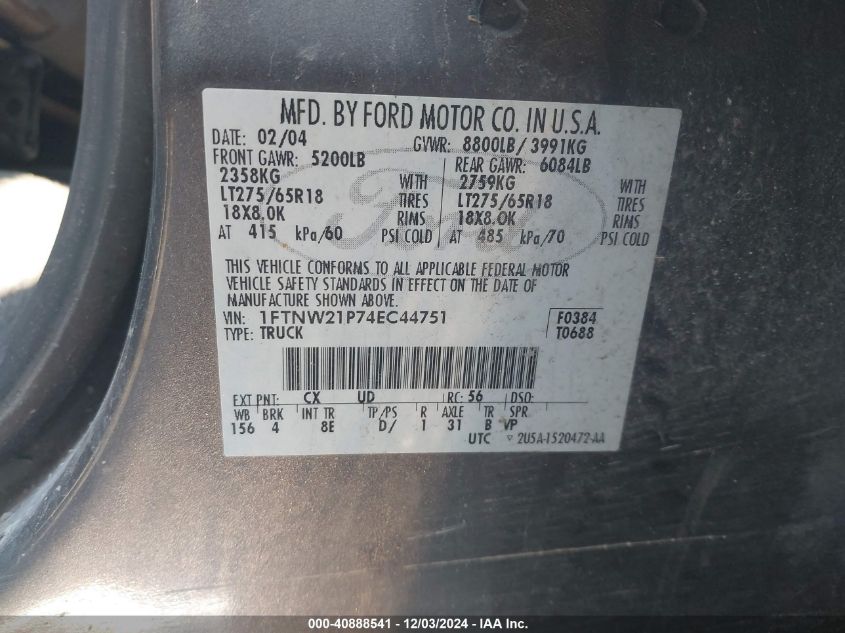 MFD. BY FORD MOTOR CO. IN U.S.A.
DATE: 02/04 GVWR: 8800LB/ 3991KG
FRONT GAWR: 5200LB REAR GAWR: 6084LB
2358KG WITH 2759KG WITH
LT275/65R18 TIRES LT275/65R18 TIRES
18X8.0K RIMS 18X8.0K RIMS
AT 415 kPa/60 PSI COLD AT 485 kPa/70 PSI COLD
Ford
THIS VEHICLE CONFORMS TO ALL APPLICABLE FEDERAL MOTOR
VEHICLE SAFETY STANDARDS IN EFFECT ON THE DATE OF
MANUFACTURE SHOWN ABOVE.
VIN: 1FTNW21P74EC44751 F0384
TYPE: TRUCK T0688
EXT PNT: CX UD RC: 56 DSO:
WB BRK INT TR TP/PS R AXLE TR SPR
156 4 8E D/ 1 31 B VP
UTC 2U5A-1520472-AA
000-40888541 - 12/03/2024 - IAA Inc.